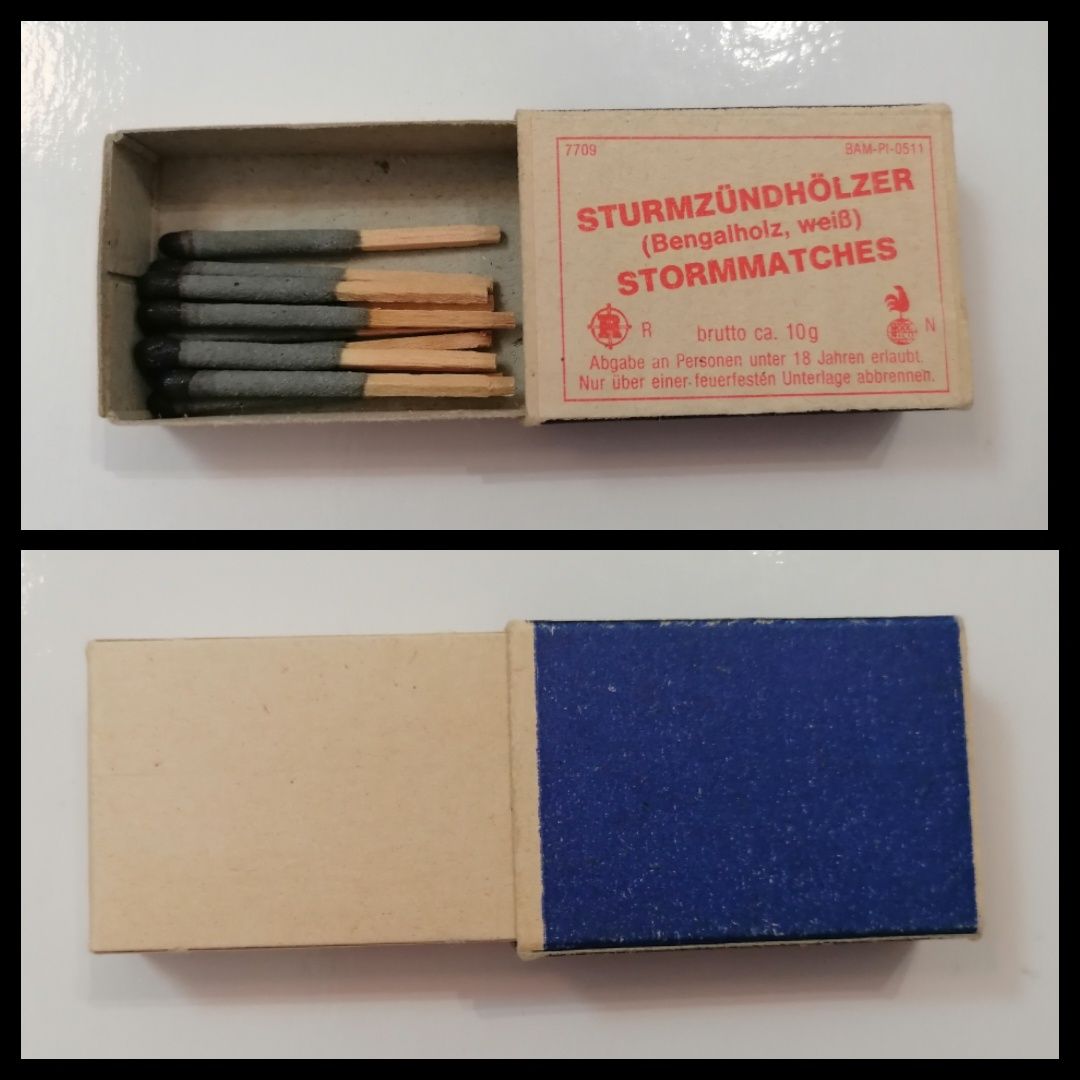 7709 BAM-PI-0511
STURMZÜNDHÖLZER
(Bengalholz, weiß)
STORMMATCHES
R R brutto ca. 10g N
Abgabe an Personen unter 18 Jahren erlaubt.
Nur über einer feuerfesten Unterlage abbrennen.